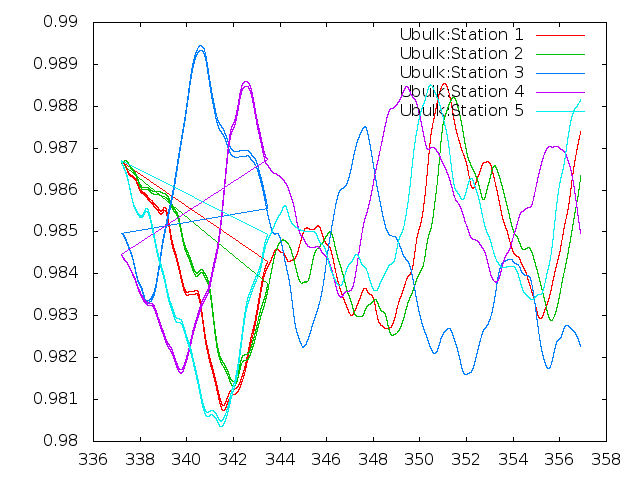 0.99
0.989
0.988
0.987
0.986
0.985
0.984
0.983
0.982
0.981
0.98
336 338 340 342 344 346 348 350 352 354 356 358
Ubulk:Station 1
Ubulk:Station 2
Ubulk:Station 3
Ubulk:Station 4
Ubulk:Station 5